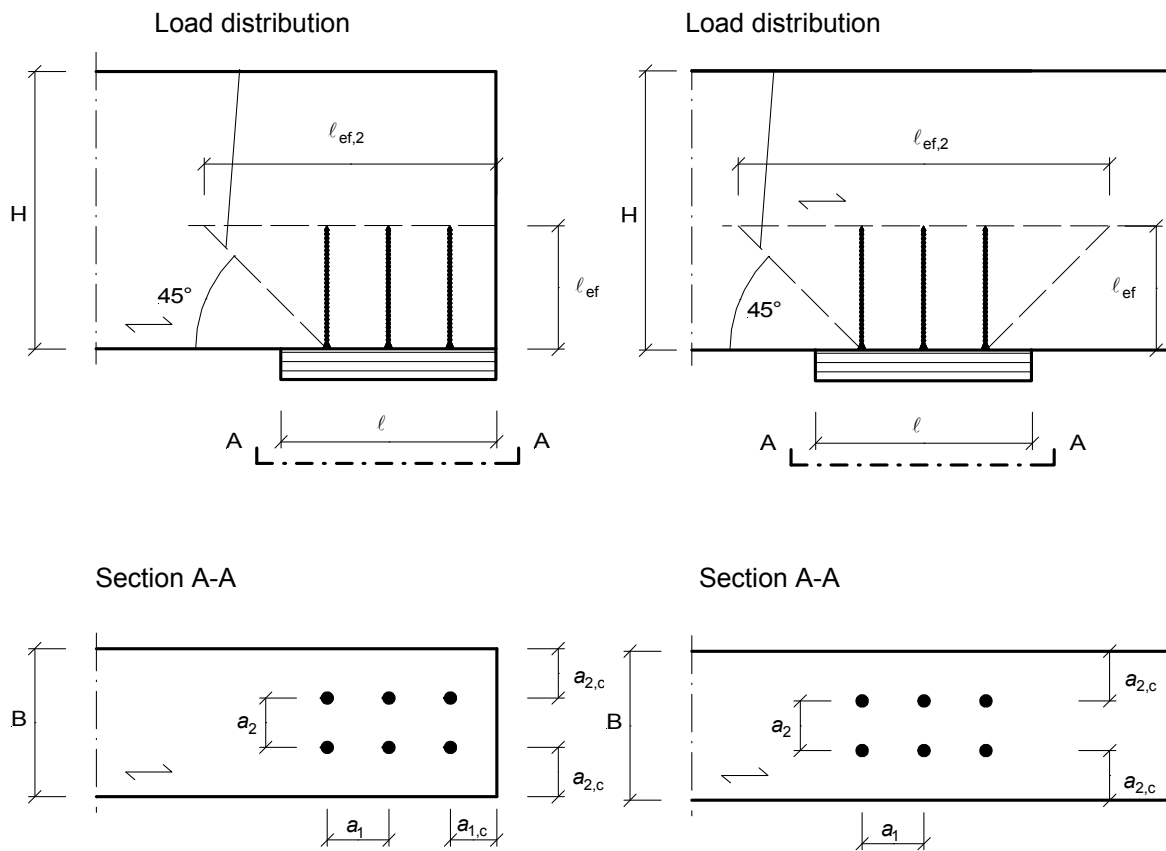 Load distribution
Load distribution
ℓef,2
ℓef,2
H
H
45°
ℓef
45°
ℓef
ℓ
ℓ
A
A
A
A
Section A-A
Section A-A
B
a2
a2,c
a2,c
B
a2
a2,c
a2,c
a1
a1,c
a1